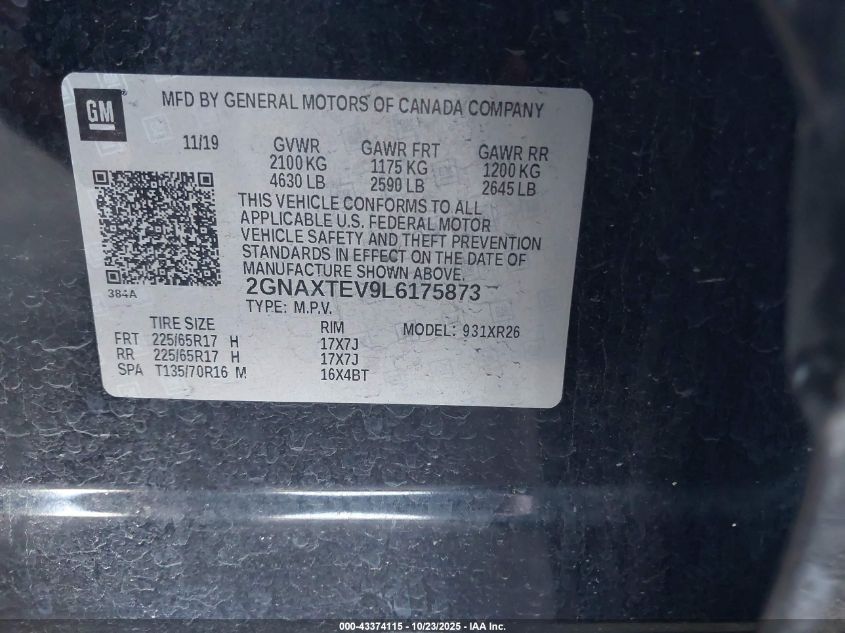 GM
MFD BY GENERAL MOTORS OF CANADA COMPANY
11/19 GVWR GAWR FRT GAWR RR
2100 KG 1175 KG 1200 KG
4630 LB 2590 LB 2645 LB
THIS VEHICLE CONFORMS TO ALL
APPLICABLE U.S. FEDERAL MOTOR
VEHICLE SAFETY AND THEFT PREVENTION
STANDARDS IN EFFECT ON THE DATE OF
MANUFACTURE SHOWN ABOVE.
384A
2GNAXTEV9L6175873
TYPE: M.P.V.
TIRE SIZE RIM MODEL: 931XR26
FRT 225/65R17 H 17X7J
RR 225/65R17 H 17X7J
SPA T135/70R16 M 16X4BT
000-43374115 - 10/23/2025 - IAA Inc.